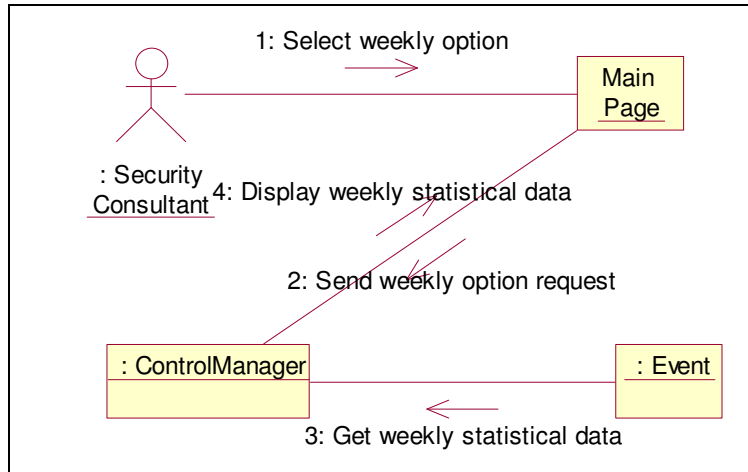 1: Select weekly option
Main
Page
: Security
Consultant
4: Display weekly statistical data
2: Send weekly option request
: ControlManager
: Event
3: Get weekly statistical data